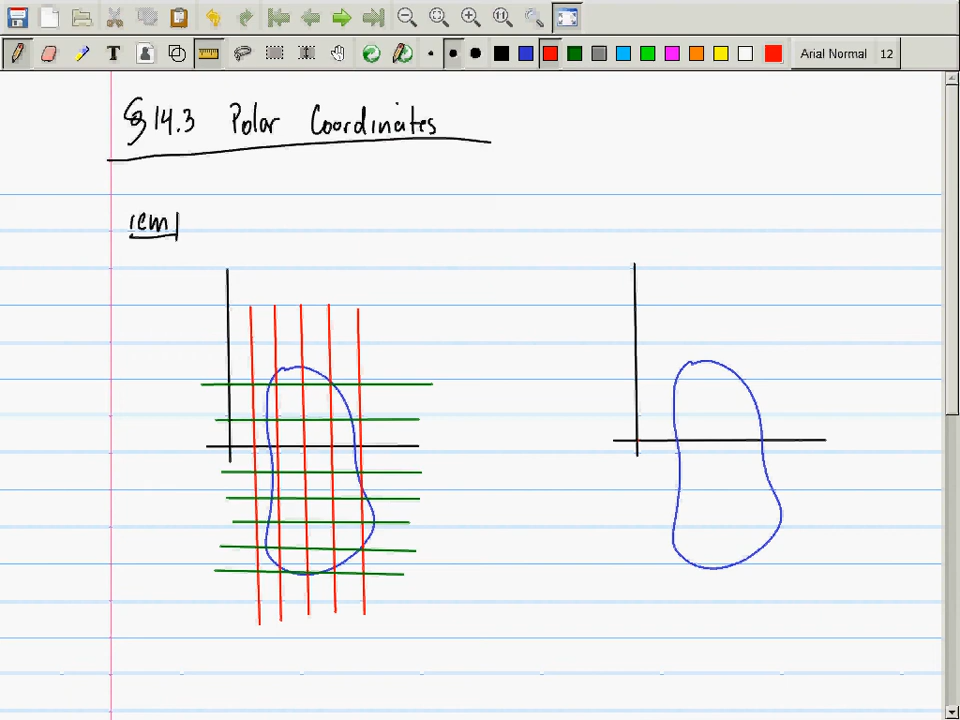 T
Arial Normal 12
§ 14.3 Polar Coordinates
rem|